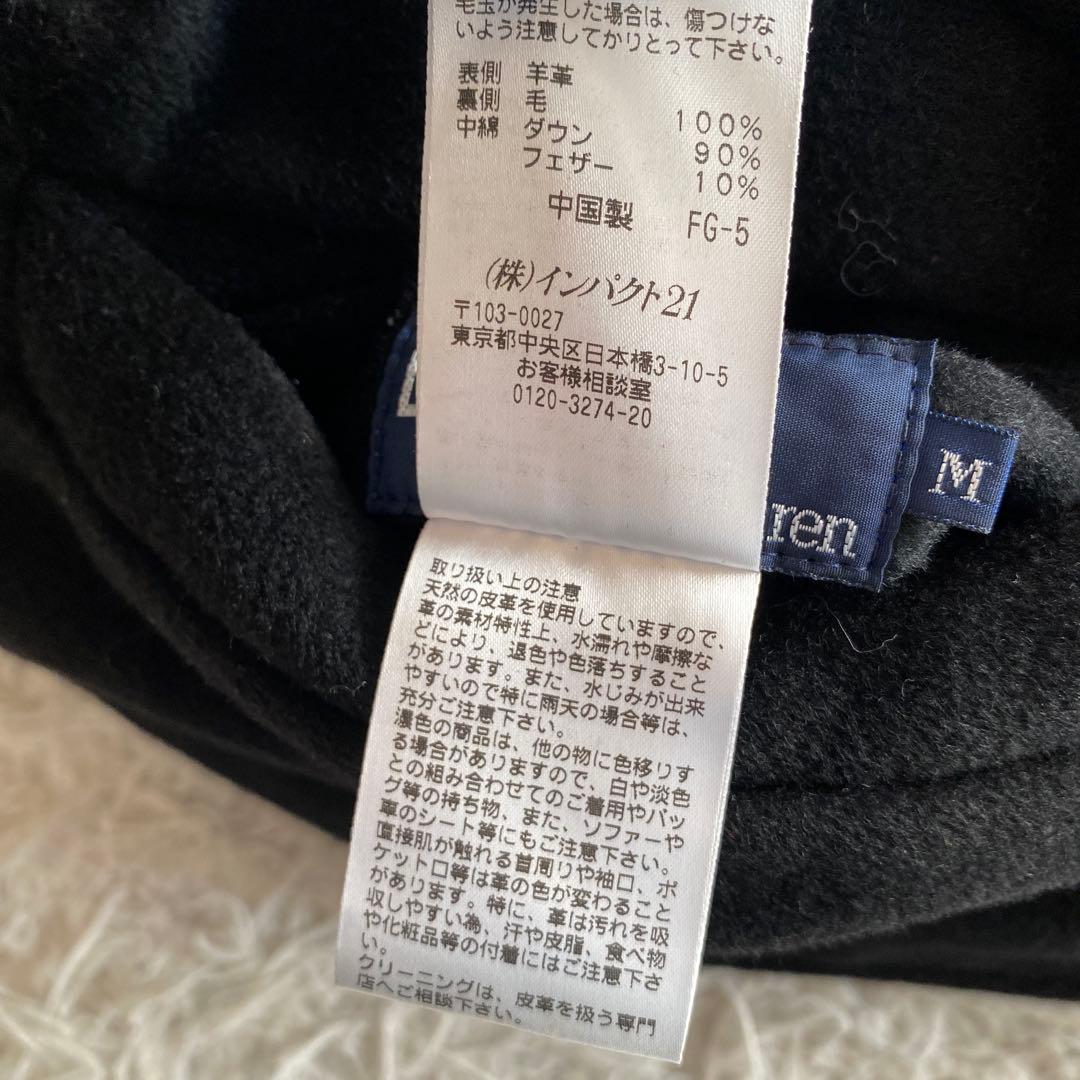 毛玉が発生した場合は、傷つけな
いよう注意してかりとって下さい。
表側 羊革
裏側 毛 100%
中綿 ダウン 90%
フェザー 10%
中国製 FG-5
(株)インパクト21
〒103-0027
東京都中央区日本橋3-10-5
お客様相談室
0120-3274-20
M
ren
取り扱い上の注意
天然の皮革を使用していますので、
革の素材特性上、水濡れや摩擦な
どにより、退色や色落ちすること
があります。また、水じみが出来
やすいので特に雨天の場合等は、
充分ご注意下さい。
濃色の商品は、他の物に色移りす
る場合がありますので、白や淡色
との組み合わせてのご着用やバッ
グ等の持ち物、また、ソファーや
車のシート等にもご注意下さい。
直接肌が触れる首周りや袖口、ポ
ケット口等は革の色が変わること
があります。特に、革は汚れを吸
収しやすい為、汗や皮脂、食べ物
や化粧品等の付着にはご注意下さ
い。
クリーニングは、皮革を扱う専門
店へご相談下さい。